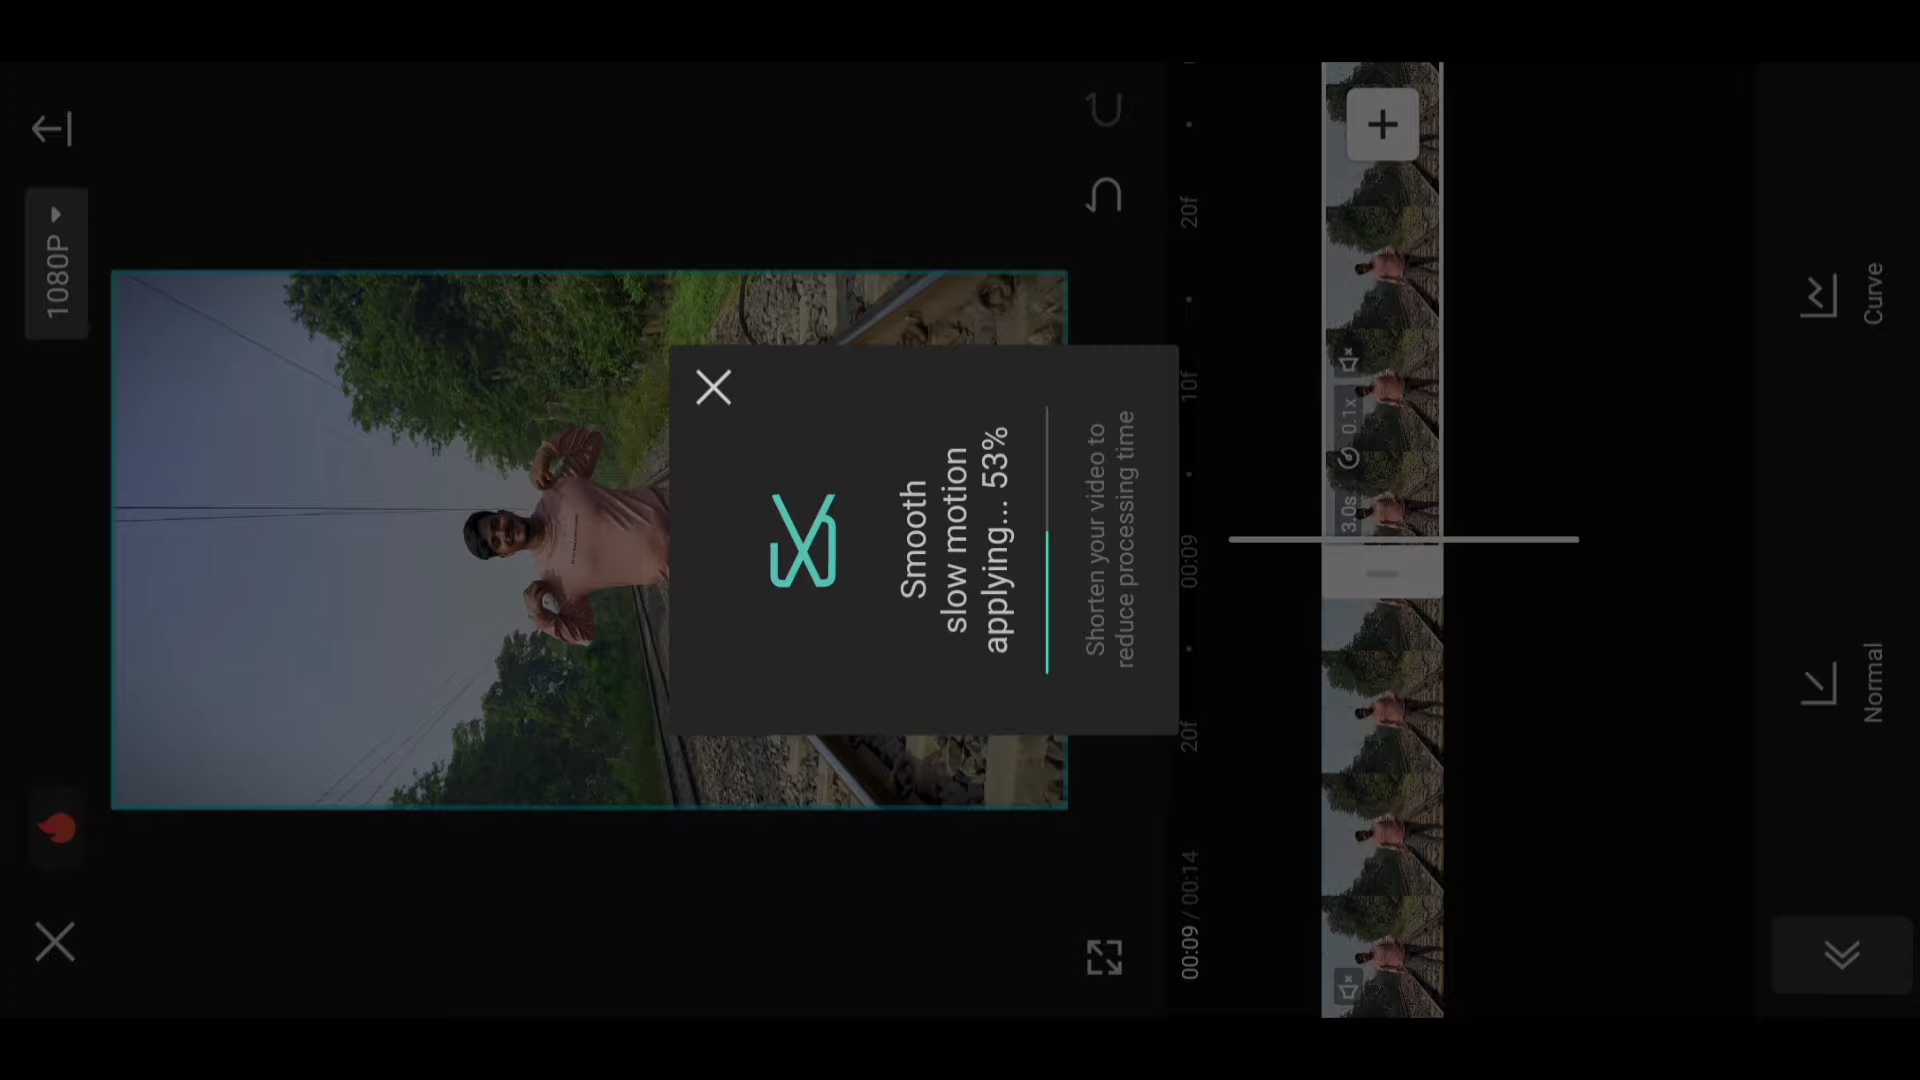 1080P
Smooth
slow motion
applying... 53%
Shorten your video to
reduce processing time
00:09 / 00:14
20f
00:09
10f
20f
3.0s
0.1x
Normal
Curve